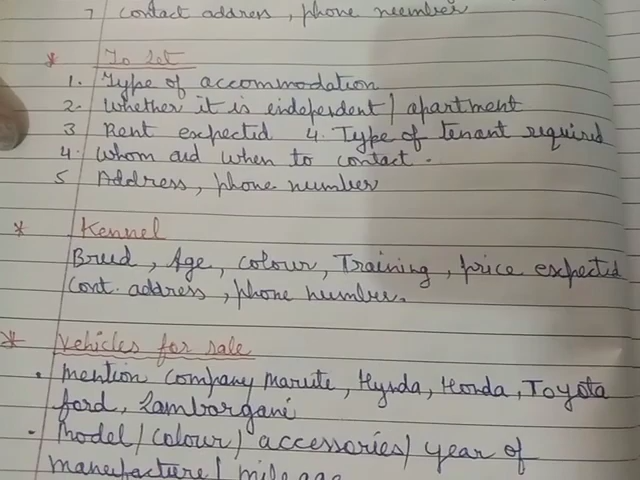 7 contact address, phone number
* To Let
1. Type of accommodation
2. Whether it is independent / apartment
3 Rent expected 4. Type of tenant required
4. Whom and when to contact.
5 Address, phone number
* Kennel
Breed, Age, colour, Training, price expected
Cont. address, phone number.
* Vehicles for sale
• mention company marute, Hynda, Honda, Toyota
ford, Lamborgani
• Model / colour / accessories / year of
manufacture / mileage